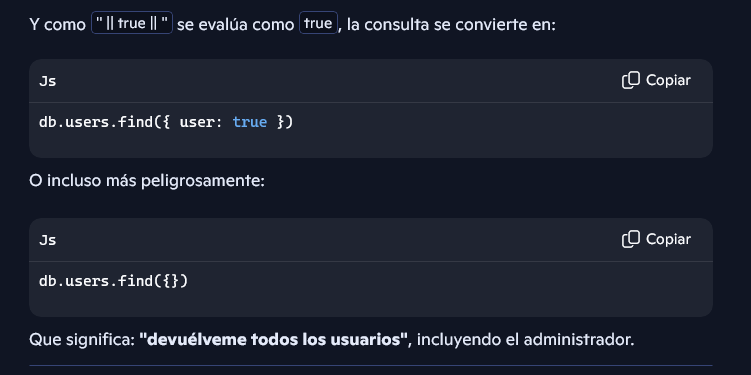 Y como " || true || " se evalúa como true, la consulta se convierte en:
Js Copiar
db.users.find({ user: true })
O incluso más peligrosamente:
Js Copiar
db.users.find({})
Que significa: "devuélveme todos los usuarios", incluyendo el administrador.